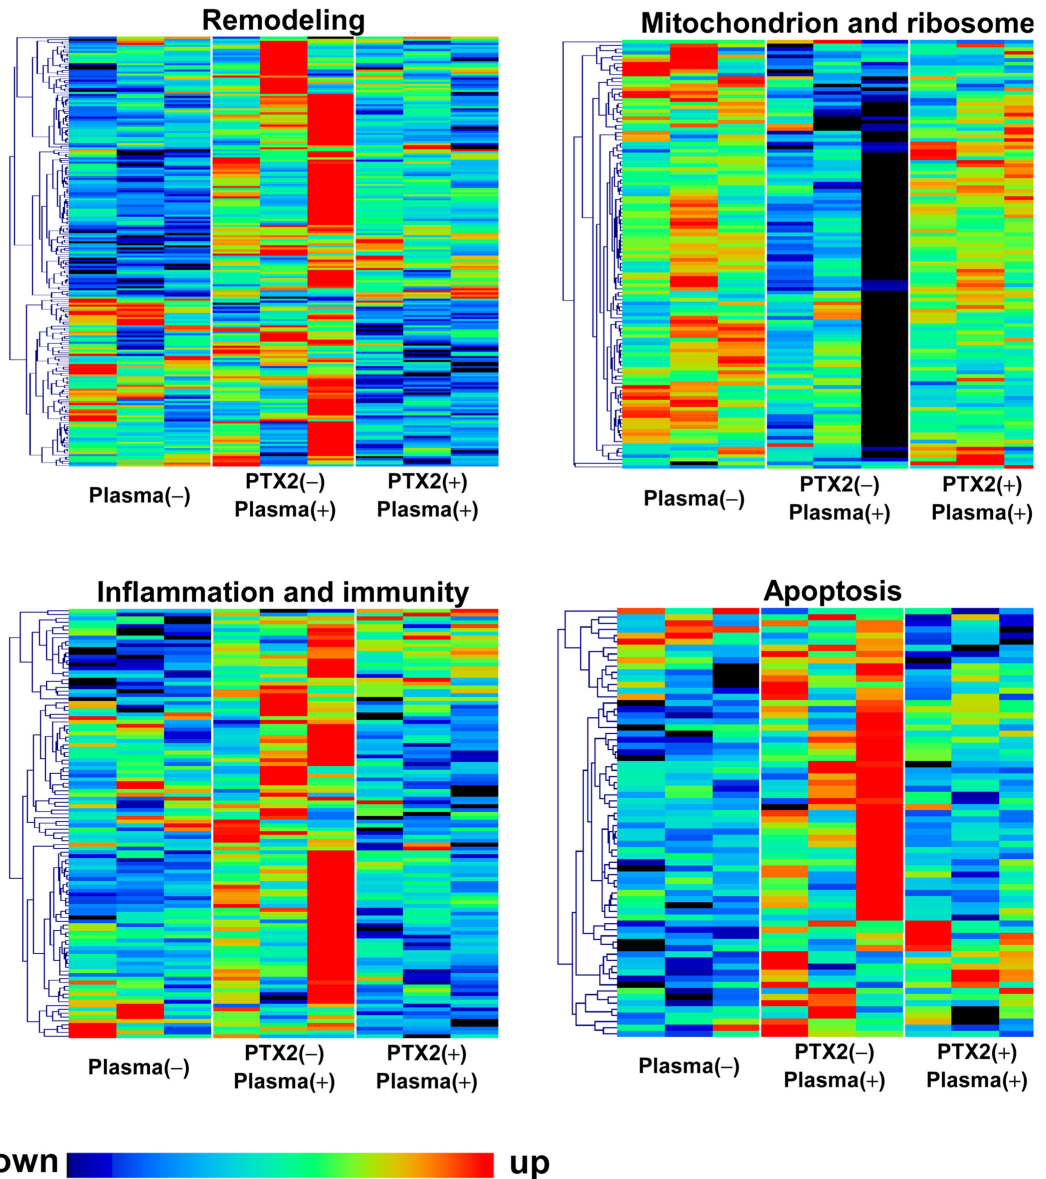 Remodeling
Mitochondrion and ribosome
Plasma(−)
PTX2(−)
Plasma(+)
PTX2(+)
Plasma(+)
Plasma(−)
PTX2(−)
Plasma(+)
PTX2(+)
Plasma(+)
Inflammation and immunity
Apoptosis
Plasma(−)
PTX2(−)
Plasma(+)
PTX2(+)
Plasma(+)
Plasma(−)
PTX2(−)
Plasma(+)
PTX2(+)
Plasma(+)
own
up